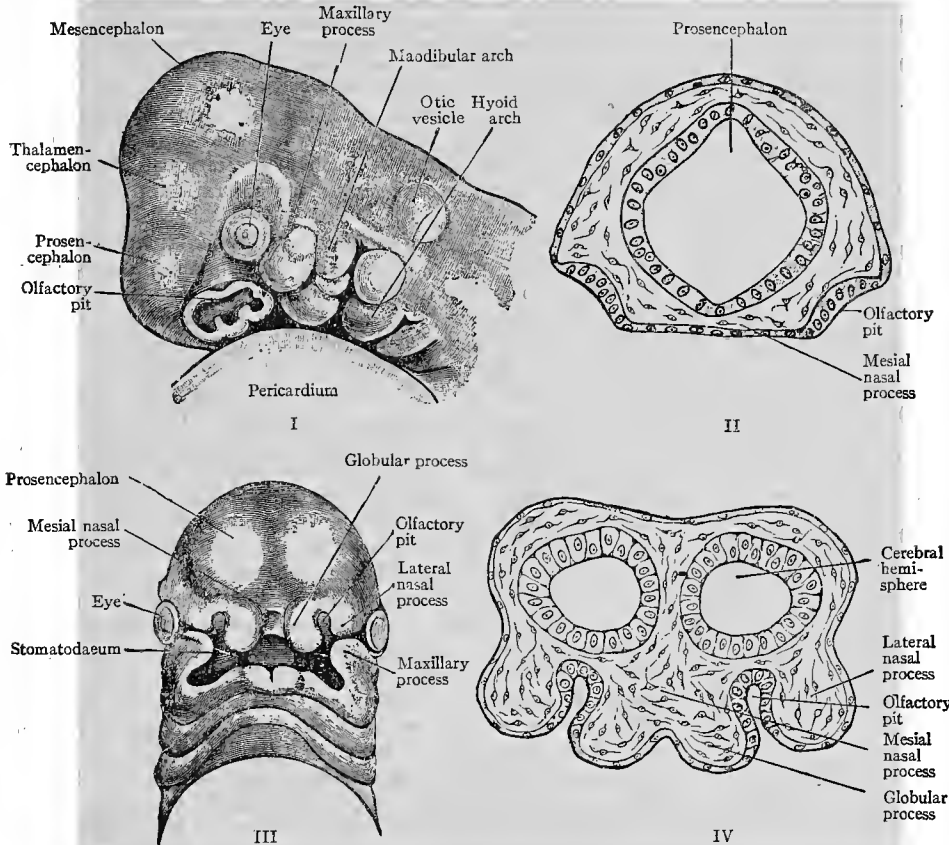 Mesencephalon
Eye
Maxillary
process
Maodibular arch
Otic
vesicle
Hyoid
arch
Thalamen-
cephalon
Prosen-
cephalon
Olfactory
pit
Pericardium
I
Prosencephalon
Olfactory
pit
Mesial
nasal
process
II
Prosencephalon
Globular process
Mesial nasal
process
Olfactory
pit
Lateral
nasal
process
Eye
Stomatodaeum
Maxillary
process
III
Cerebral
hemi-
sphere
Lateral
nasal
process
Olfactory
pit
Mesial
nasal
process
Globular
process
IV